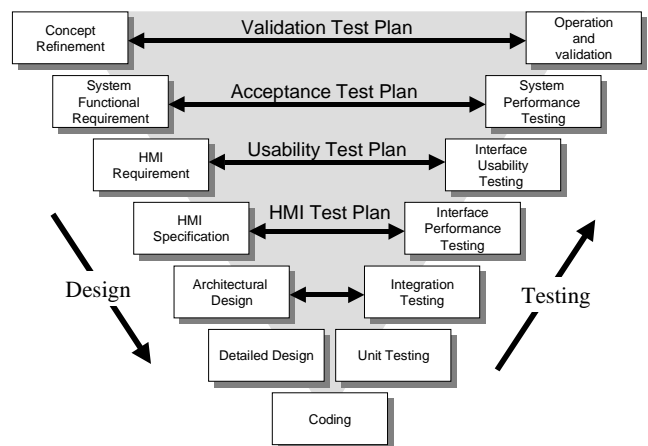 Concept
Refinement
Validation Test Plan
Operation
and
validation
System
Functional
Requirement
Acceptance Test Plan
System
Performance
Testing
HMI
Requirement
Usability Test Plan
Interface
Usability
Testing
HMI
Specification
HMI Test Plan
Interface
Performance
Testing
Design
Architectural
Design
Integration
Testing
Testing
Detailed Design
Unit Testing
Coding